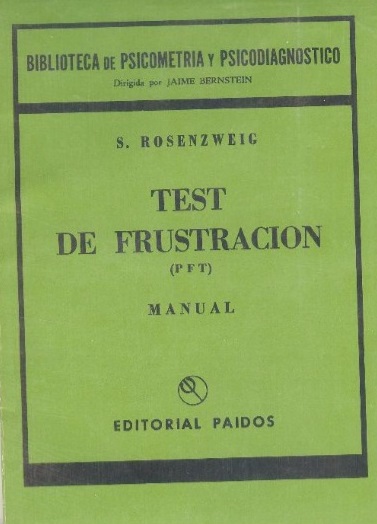 BIBLIOTECA DE PSICOMETRIA Y PSICODIAGNOSTICO
Dirigida por JAIME BERNSTEIN
S. ROSENZWEIG
TEST
DE FRUSTRACION
(PFT)
MANUAL
EDITORIAL PAIDOS